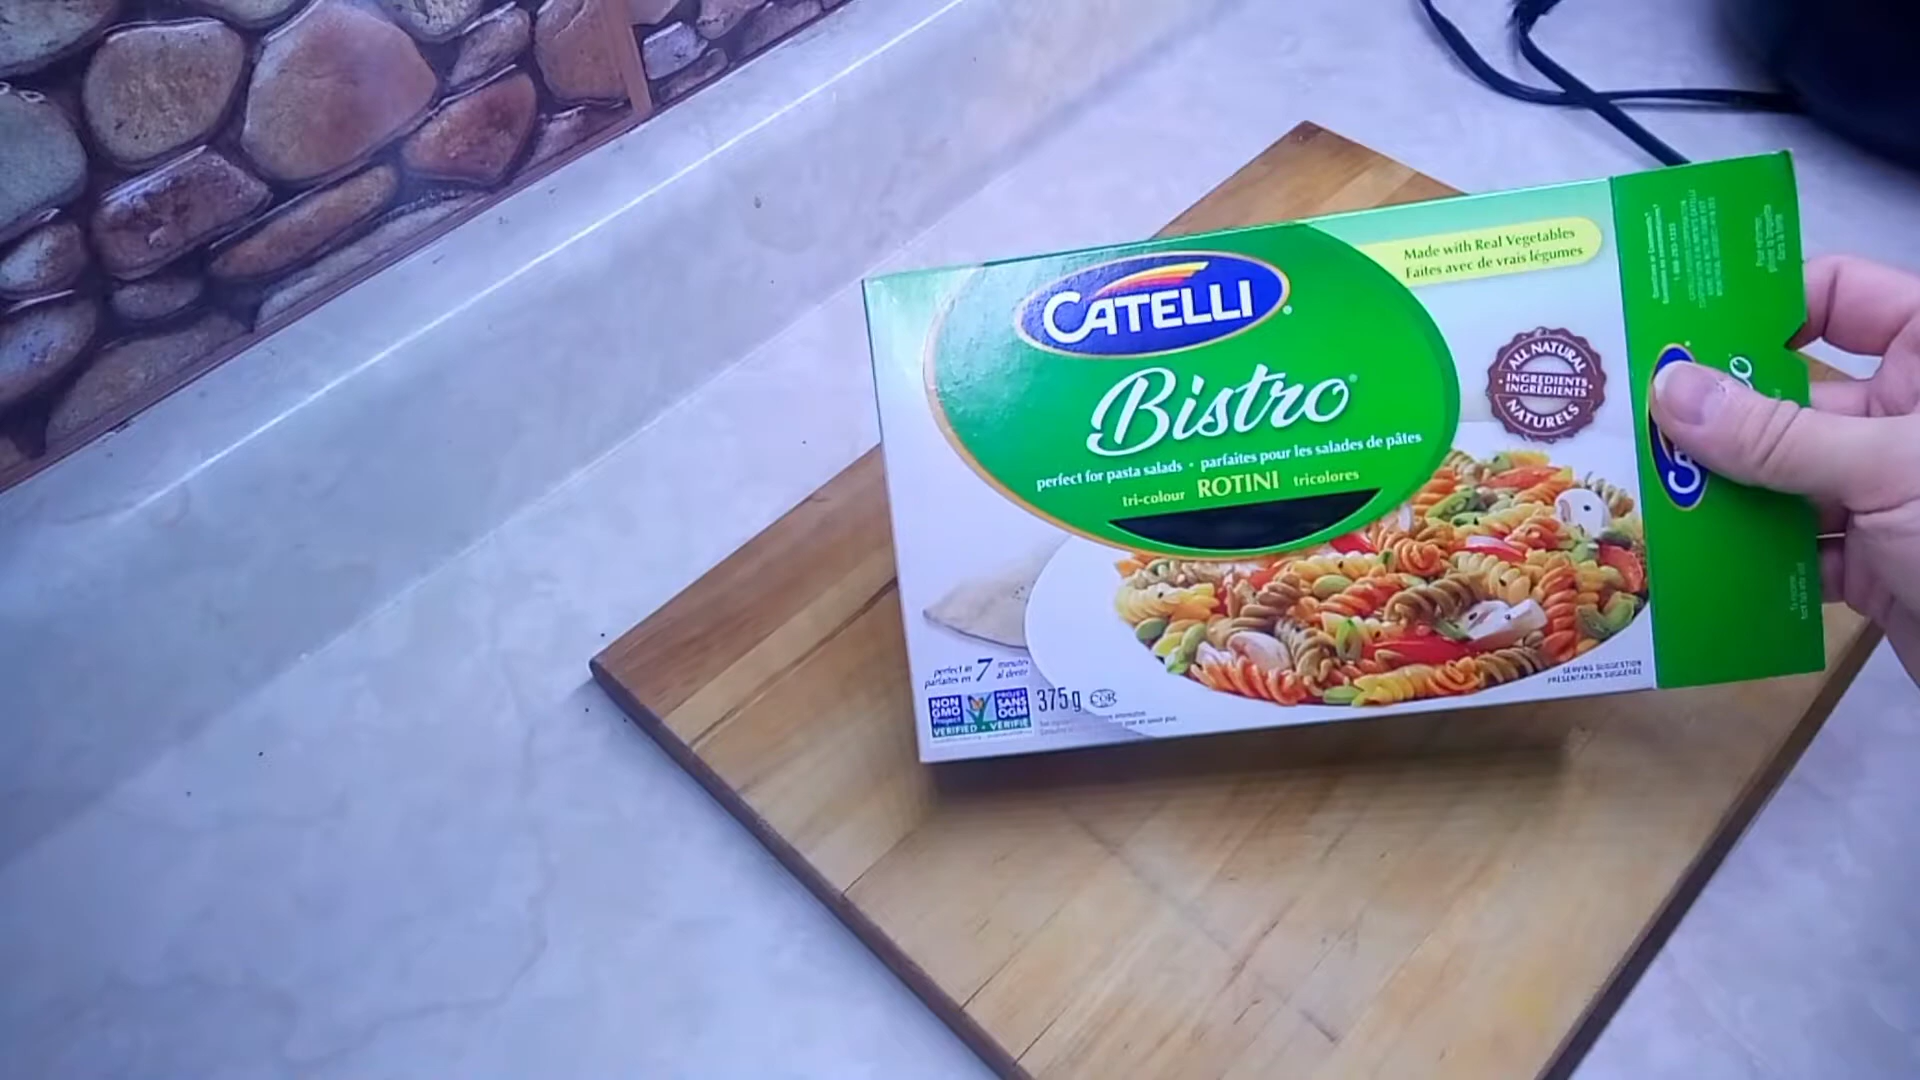 CATELLI
Bistro
perfect for pasta salads • parfaites pour les salades de pâtes
tri-colour ROTINI tricolores
Made with Real Vegetables
Faites avec de vrais légumes
ALL NATURAL
INGREDIENTS
INGRÉDIENTS
NATURELS
perfect in 7 minutes
parfaites en al dente
NON GMO Project
PROJET SANS OGM
VERIFIED • VÉRIFIÉ
375g COR
SERVING SUGGESTION
PRÉSENTATION SUGGÉRÉE